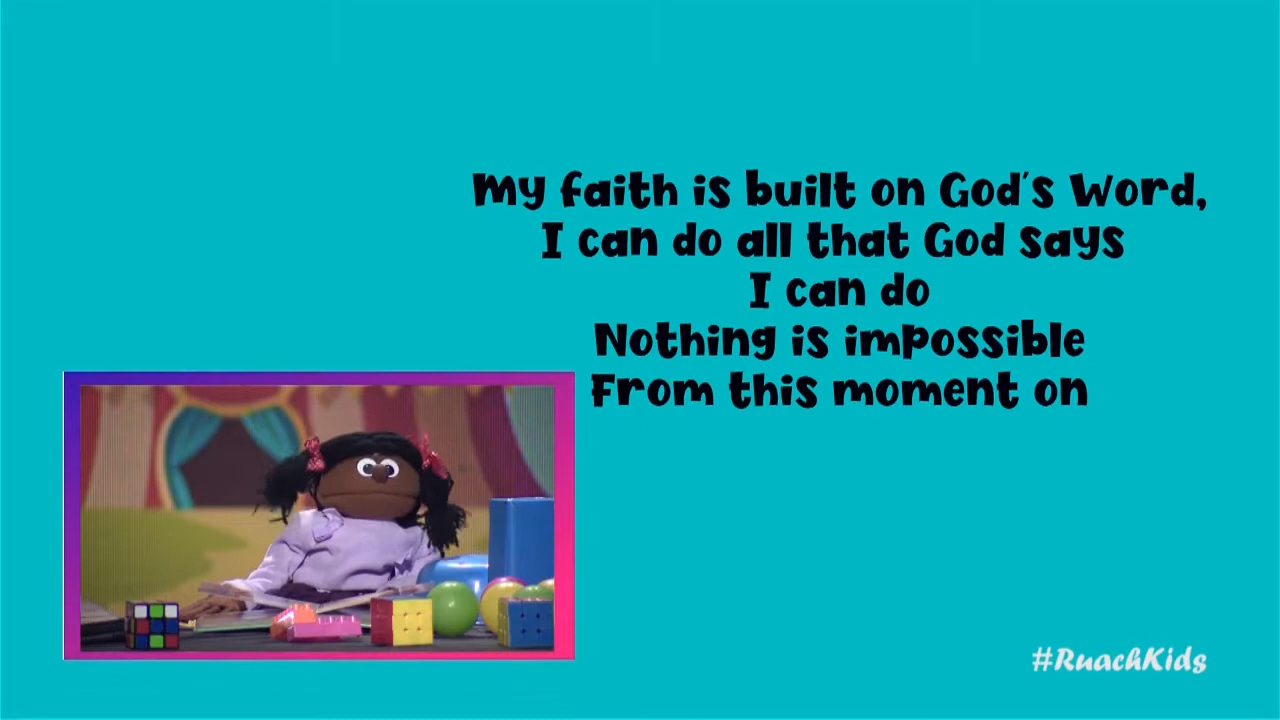 My faith is built on God's Word,
I can do all that God says
I can do
Nothing is impossible
From this moment on
#RuachKids